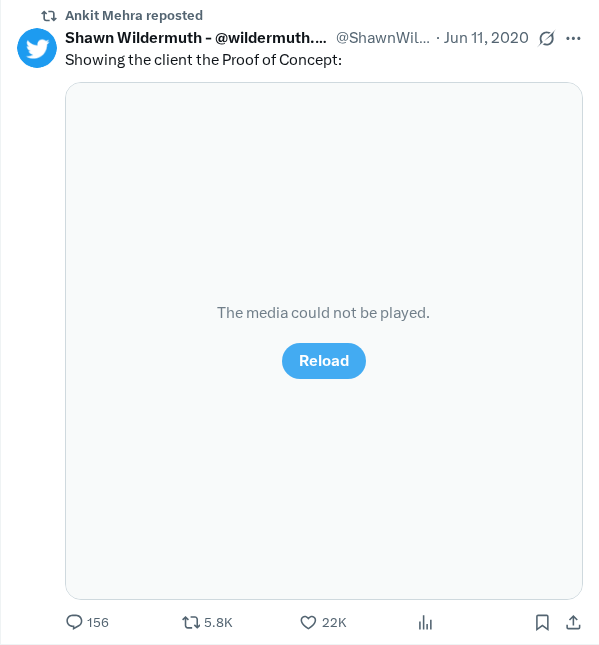 Ankit Mehra reposted
Shawn Wildermuth - @wildermuth.... @ShawnWil... · Jun 11, 2020
Showing the client the Proof of Concept:
The media could not be played.
Reload
156 5.8K 22K